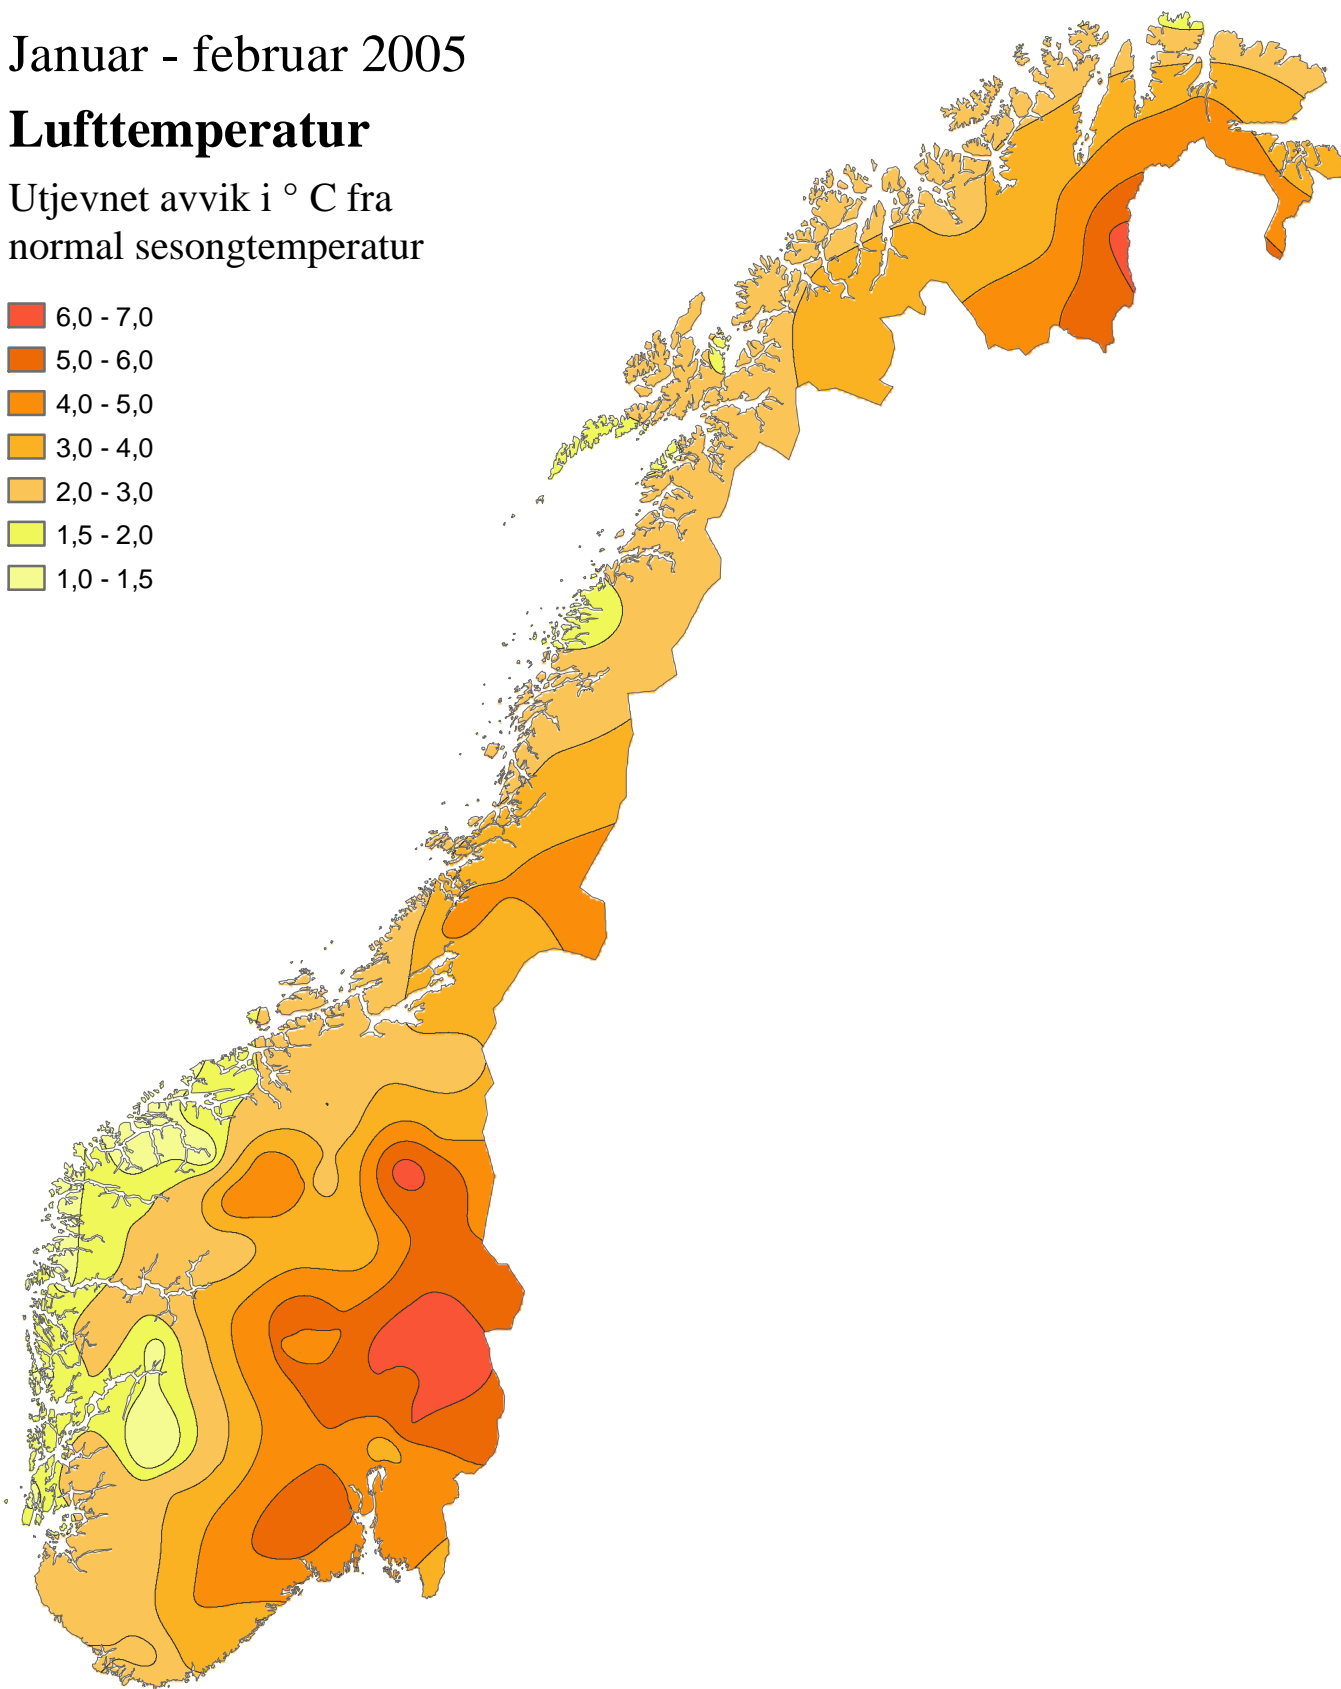 Januar - februar 2005
Lufttemperatur
Utjevnet avvik i ° C fra
normal sesongtemperatur
6,0 - 7,0
5,0 - 6,0
4,0 - 5,0
3,0 - 4,0
2,0 - 3,0
1,5 - 2,0
1,0 - 1,5